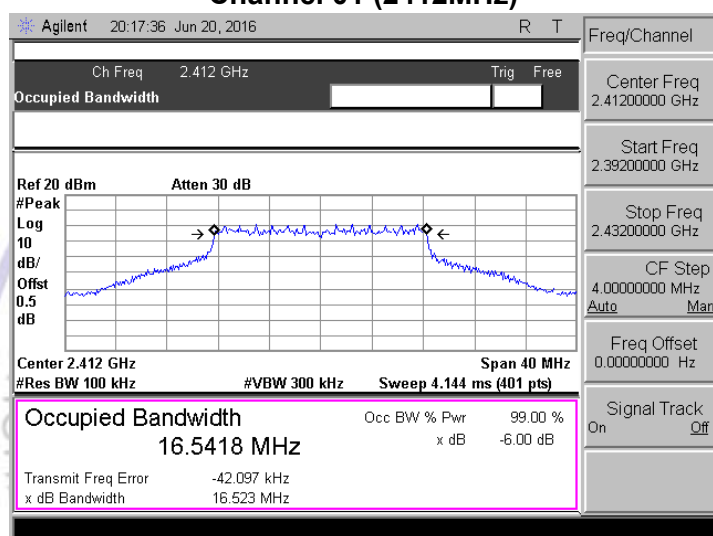 Channel 01 (2412MHz)
Agilent 20:17:36 Jun 20, 2016 R T
Ch Freq 2.412 GHz Trig Free
Occupied Bandwidth
Ref 20 dBm Atten 30 dB
#Peak
Log
10
dB/
Offst
0.5
dB
Center 2.412 GHz Span 40 MHz
#Res BW 100 kHz #VBW 300 kHz Sweep 4.144 ms (401 pts)
Occupied Bandwidth Occ BW % Pwr 99.00 %
16.5418 MHz x dB -6.00 dB
Transmit Freq Error -42.097 kHz
x dB Bandwidth 16.523 MHz
Freq/Channel
Center Freq
2.41200000 GHz
Start Freq
2.39200000 GHz
Stop Freq
2.43200000 GHz
CF Step
4.00000000 MHz
Auto Man
Freq Offset
0.00000000 Hz
Signal Track
On Off